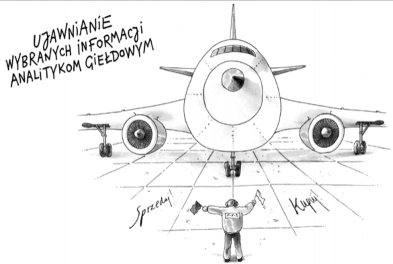 UJAWNIANIE
WYBRANYCH INFORMACJI
ANALITYKOM GIEŁDOWYM
Sprzedaj!
Kupuj!